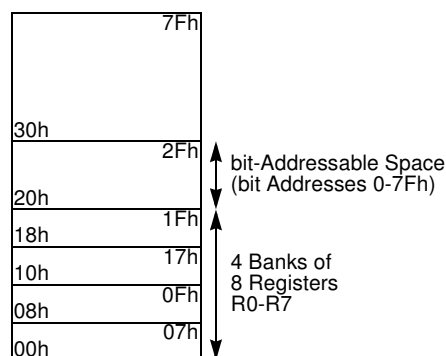 7Fh
30h
2Fh
bit-Addressable Space
(bit Addresses 0-7Fh)
20h
1Fh
18h
17h
10h
4 Banks of
8 Registers
R0-R7
0Fh
08h
07h
00h